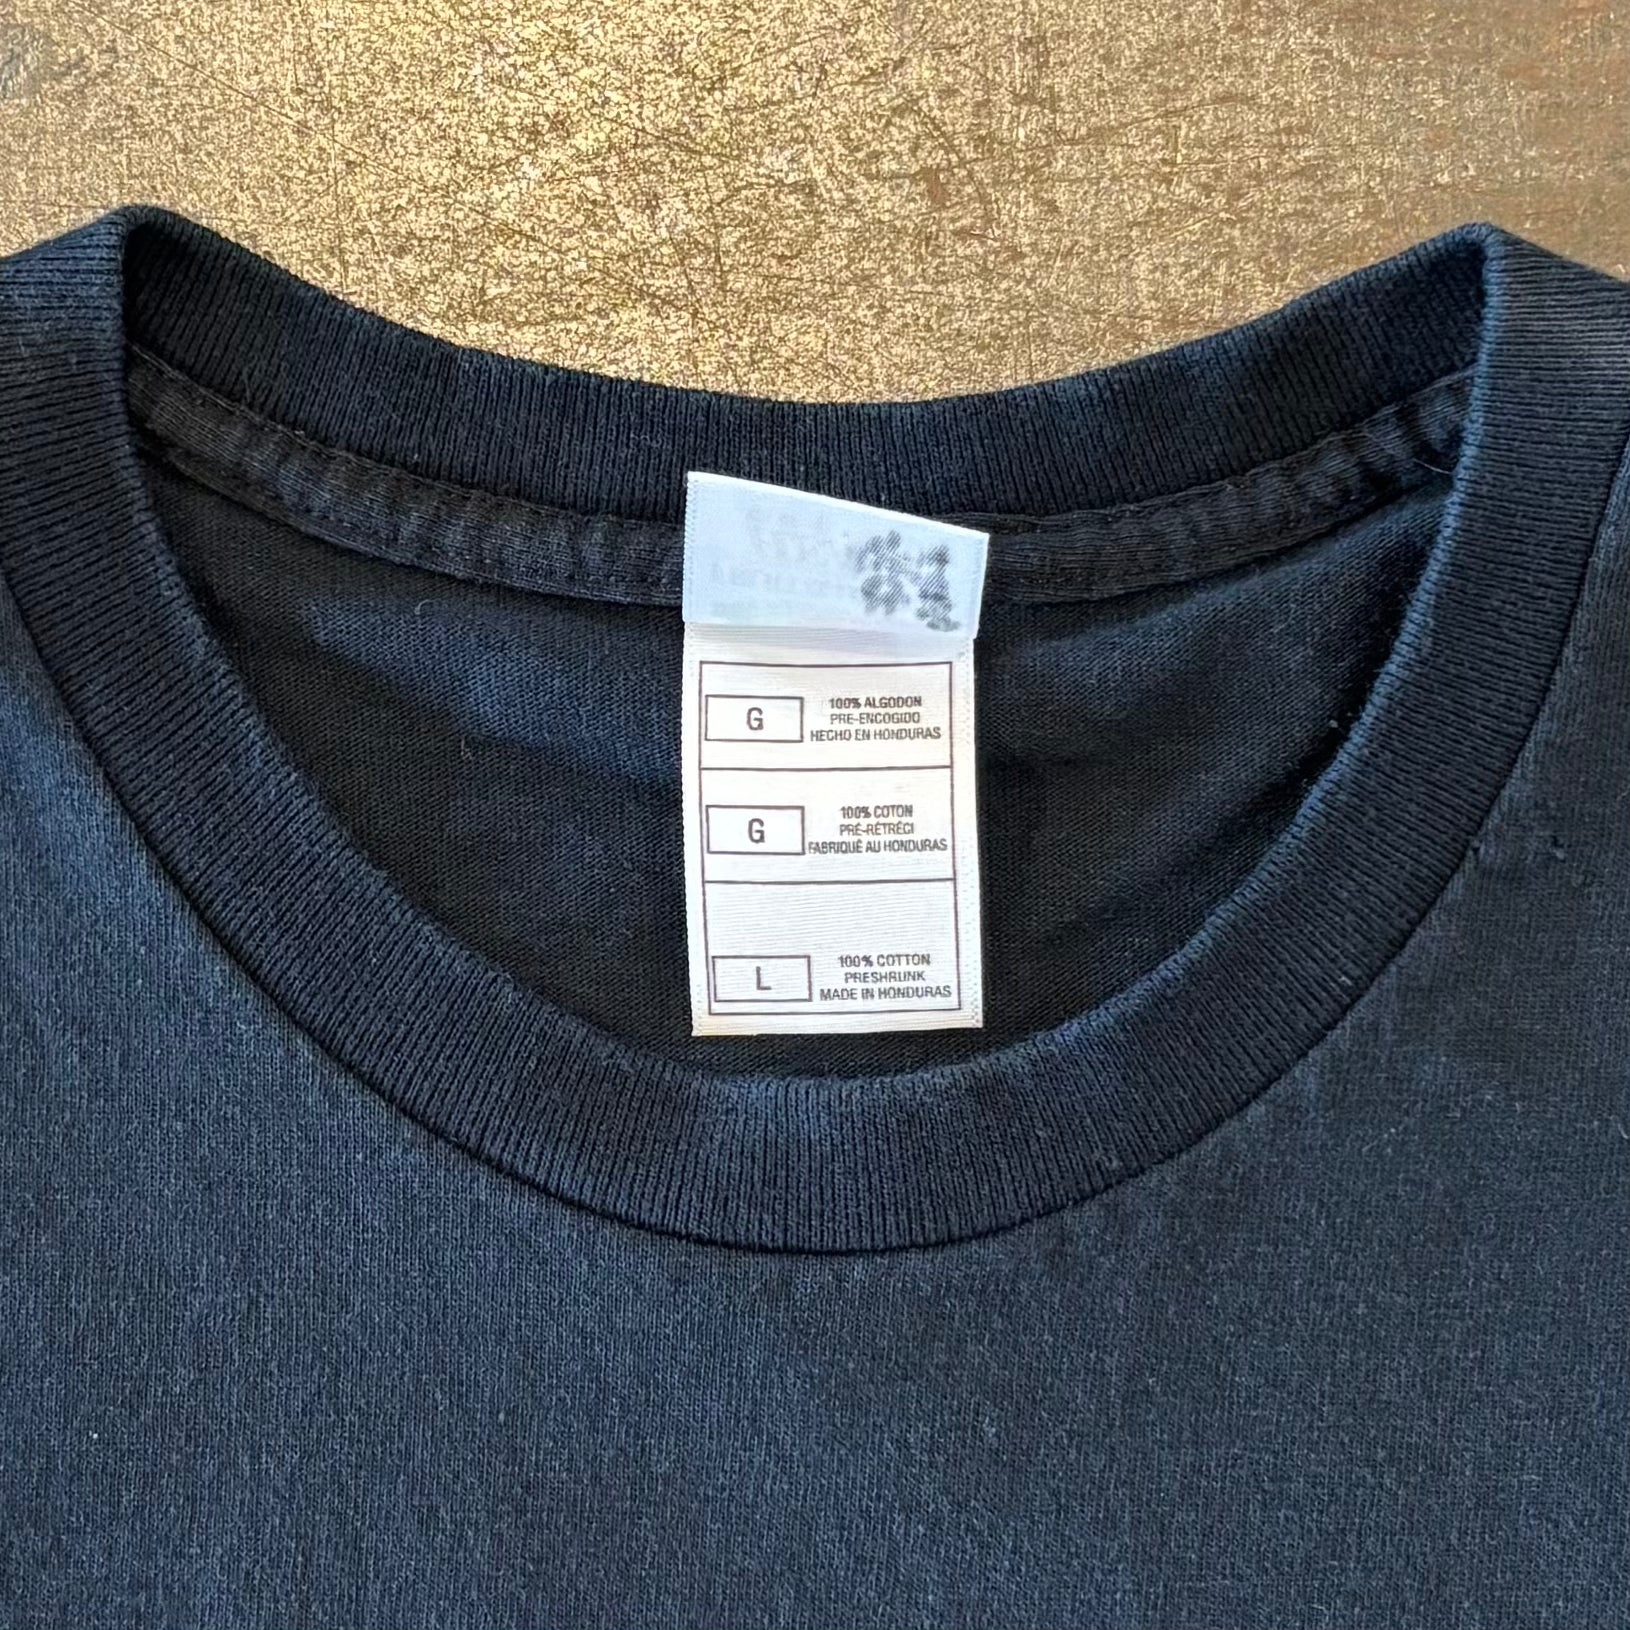 G
100% ALGODON
PRE-ENCOGIDO
HECHO EN HONDURAS
G
100% COTON
PRÉ-RÉTRÉCI
FABRIQUÉ AU HONDURAS
L
100% COTTON
PRESHRUNK
MADE IN HONDURAS